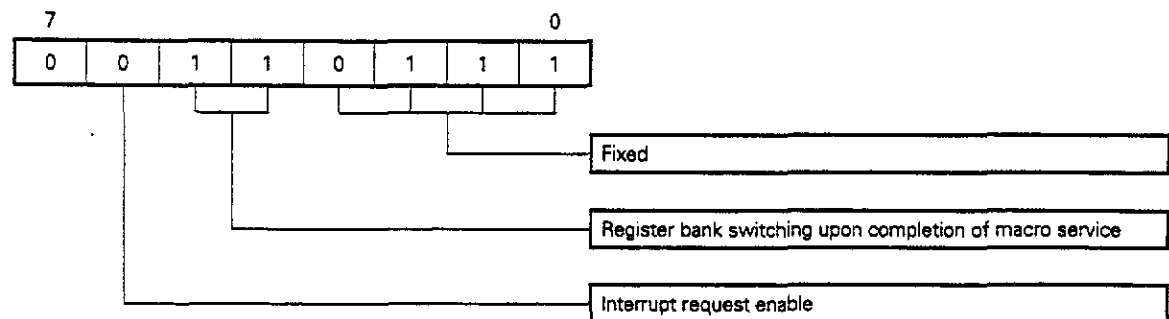 7 0
0 0 1 1 0 1 1 1
Fixed
Register bank switching upon completion of macro service
Interrupt request enable